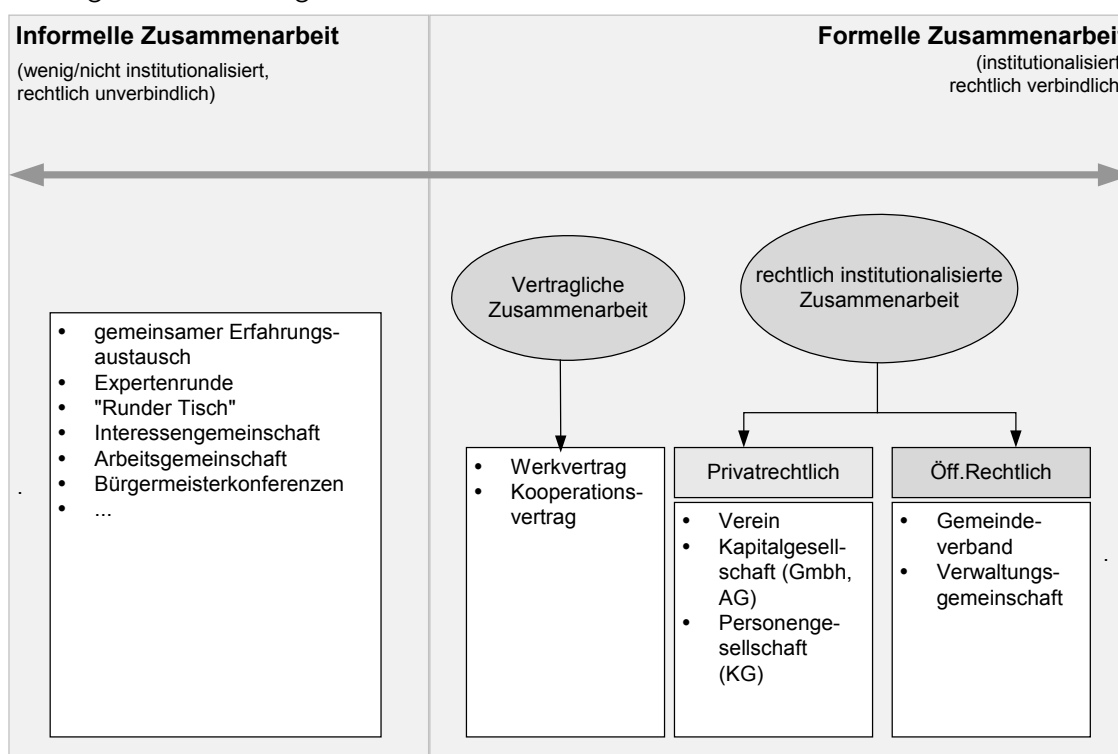 Informelle Zusammenarbeit
(wenig/nicht institutionalisiert,
rechtlich unverbindlich)
Formelle Zusammenarbeit
(institutionalisiert
rechtlich verbindlich
Vertragliche
Zusammenarbeit
rechtlich institutionalisierte
Zusammenarbeit
• gemeinsamer Erfahrungs-
austausch
• Expertenrunde
• "Runder Tisch"
• Interessengemeinschaft
• Arbeitsgemeinschaft
• Bürgermeisterkonferenzen
• ...
• Werkvertrag
• Kooperations-
vertrag
Privatrechtlich
• Verein
• Kapitalgesell-
schaft (Gmbh,
AG)
• Personenge-
sellschaft
(KG)
Öff.Rechtlich
• Gemeinde-
verband
• Verwaltungs-
gemeinschaft